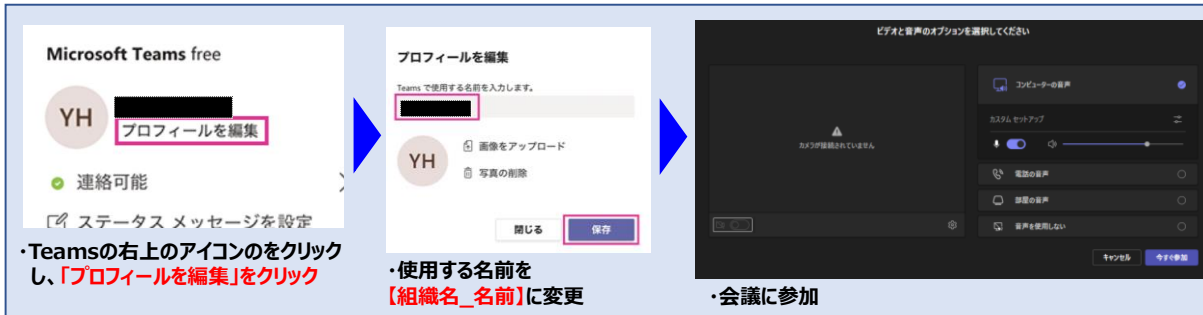 Microsoft Teams free
YH
プロフィールを編集
連絡可能
ステータス メッセージを設定
・Teamsの右上のアイコンのをクリック
し、「プロフィールを編集」をクリック
プロフィールを編集
Teams で使用する名前を入力します。
YH
画像をアップロード
写真の削除
閉じる
保存
・使用する名前を
【組織名_名前】に変更
ビデオと音声のオプションを選択してください
カメラが接続されていません
コンピューターの音声
カスタム セットアップ
電話の音声
部屋の音声
音声を使用しない
キャンセル
今すぐ参加
・会議に参加